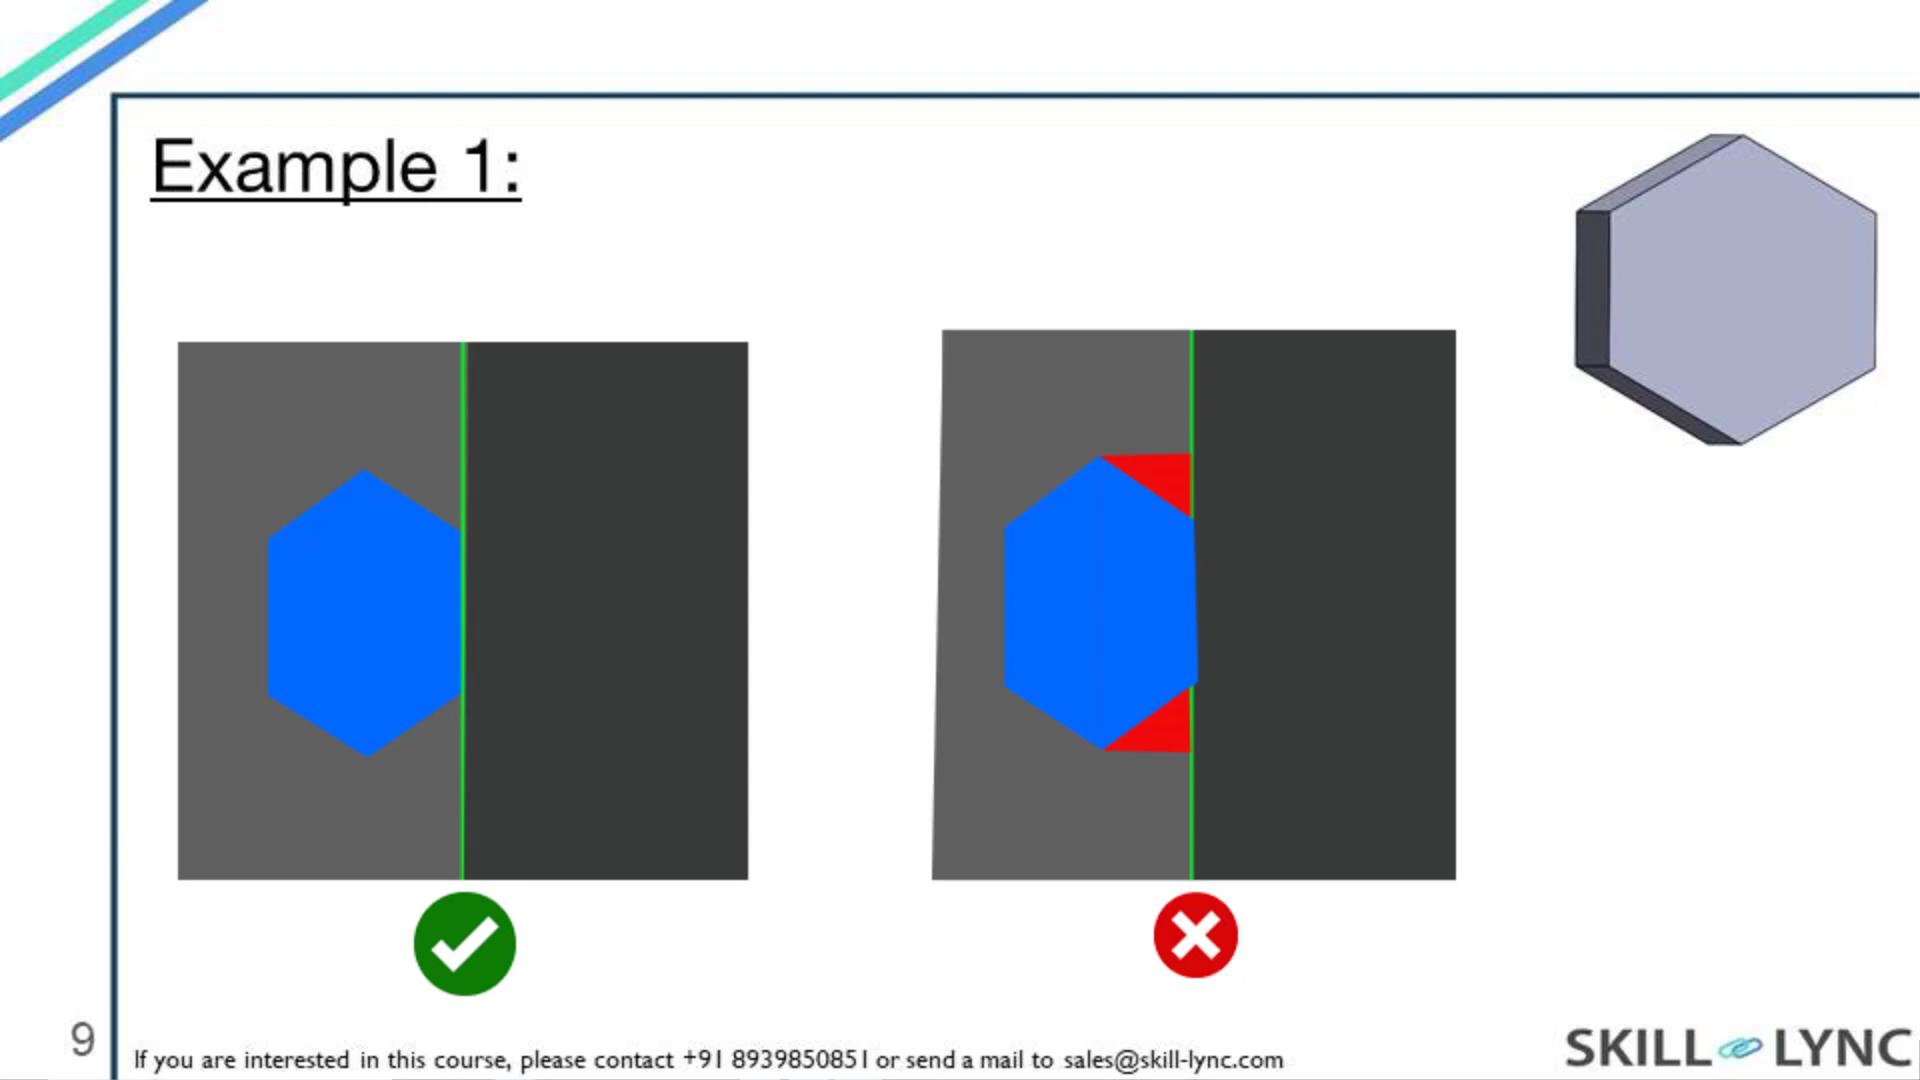 Example 1:
9
If you are interested in this course, please contact +91 8939850851 or send a mail to sales@skill-lync.com
SKILL LYNC